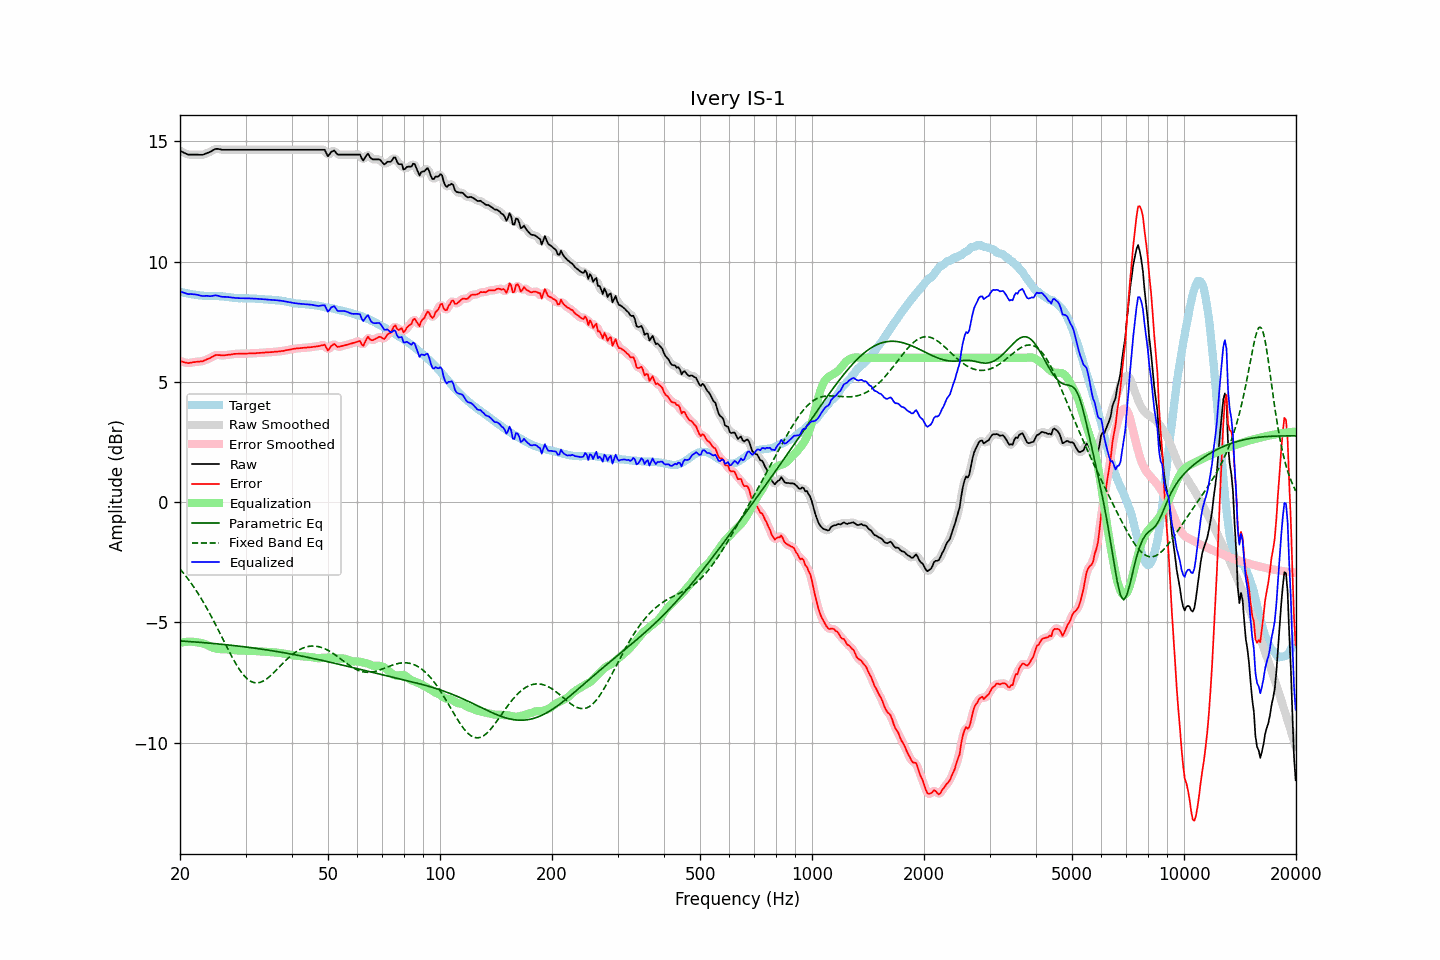 Ivery IS-1
Amplitude (dBr)
15
10
5
0
−5
−10
Target
Raw Smoothed
Error Smoothed
Raw
Error
Equalization
Parametric Eq
Fixed Band Eq
Equalized
20
50
100
200
500
1000
2000
5000
10000
20000
Frequency (Hz)